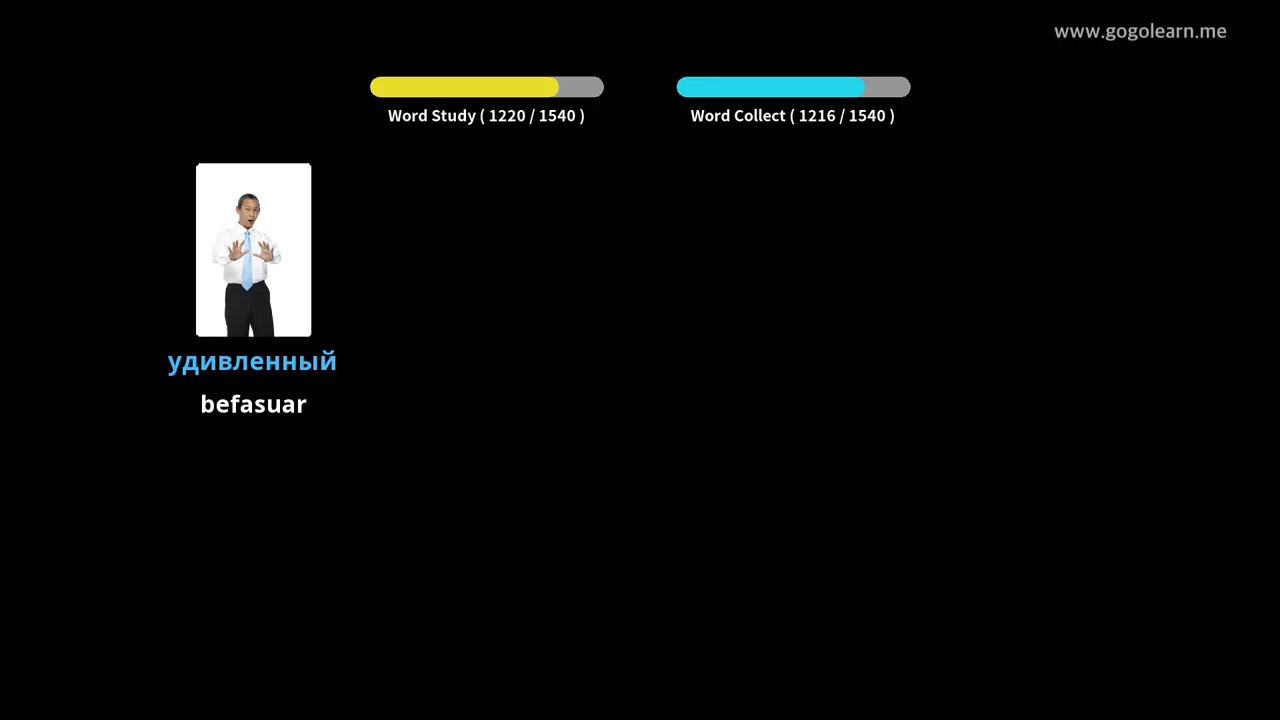 www.gogolearn.me
Word Study ( 1220 / 1540 )
Word Collect ( 1216 / 1540 )
удивленный
befasuar